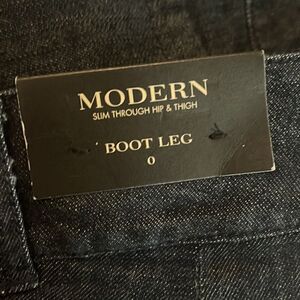 MODERN
SLIM THROUGH HIP & THIGH
BOOT LEG
0